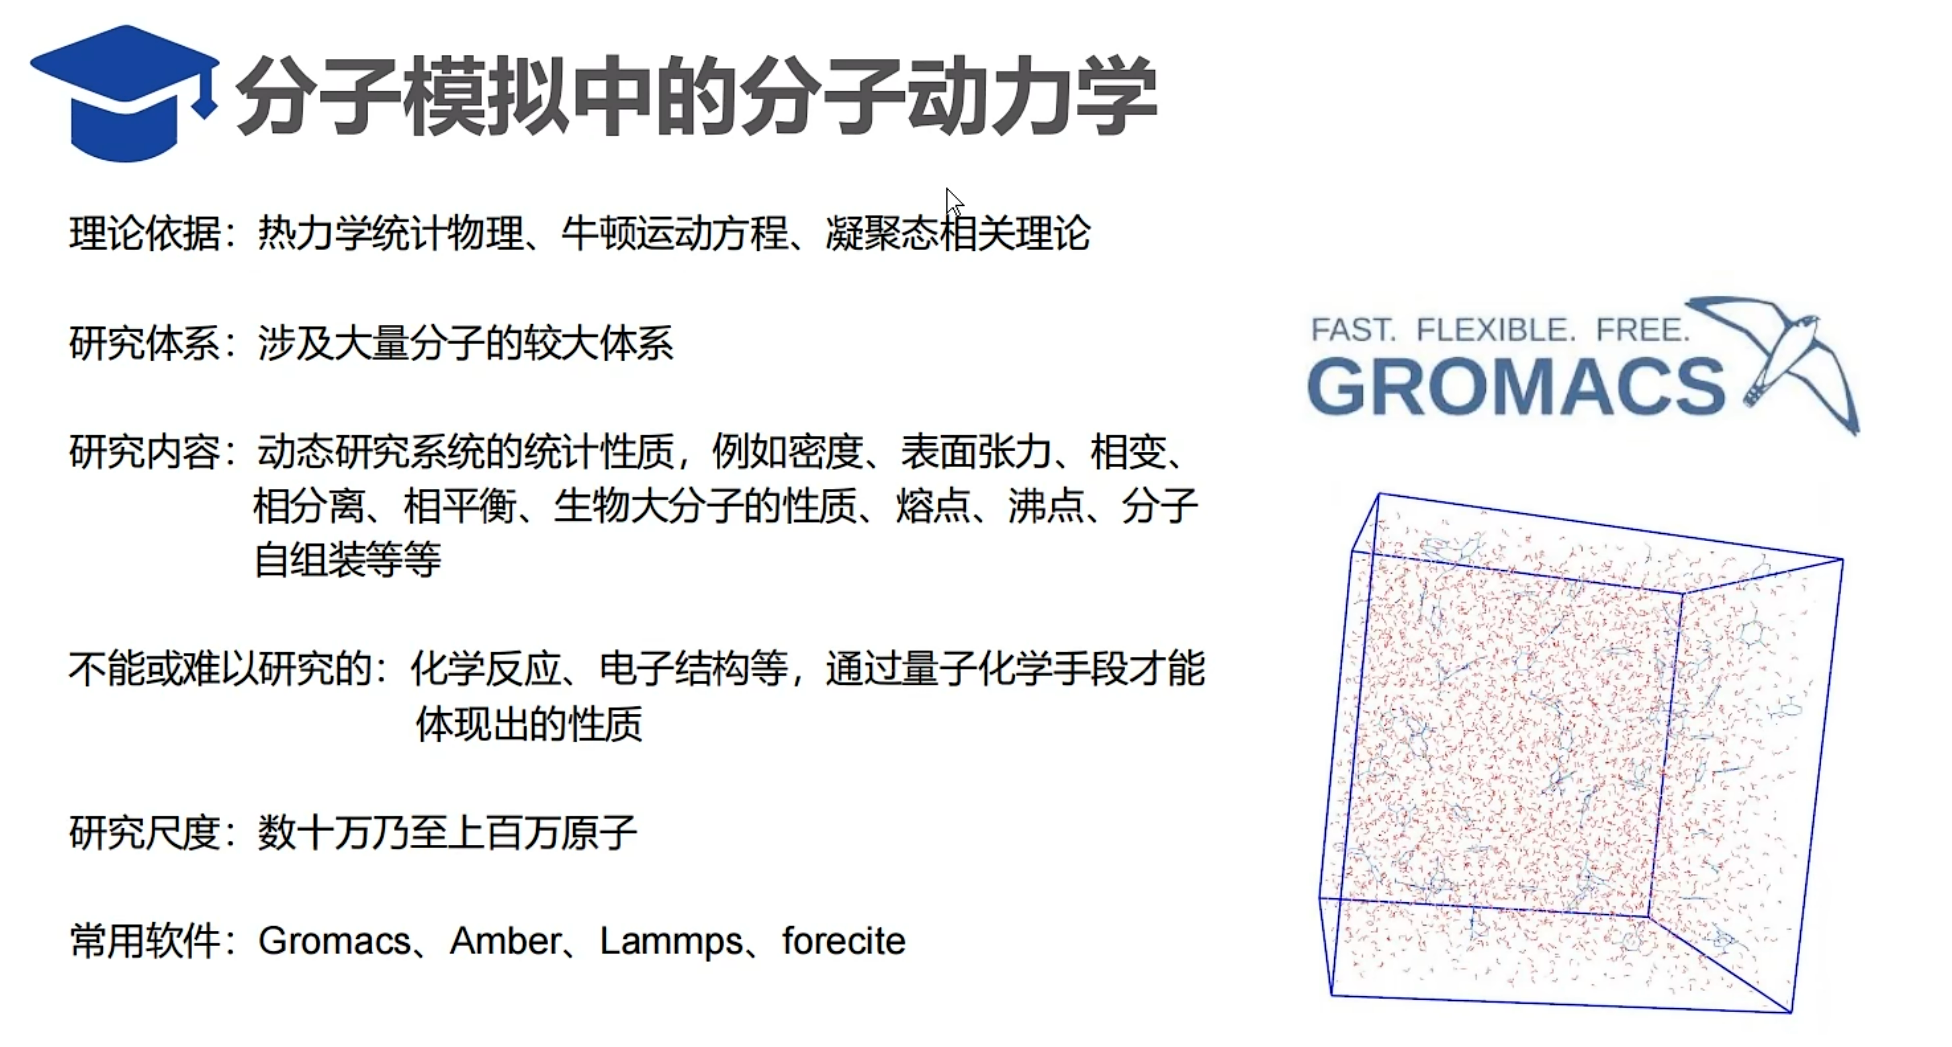 分子模拟中的分子动力学
理论依据：热力学统计物理、牛顿运动方程、凝聚态相关理论
研究体系：涉及大量分子的较大体系
研究内容：动态研究系统的统计性质，例如密度、表面张力、相变、
相分离、相平衡、生物大分子的性质、熔点、沸点、分子
自组装等等
不能或难以研究的：化学反应、电子结构等，通过量子化学手段才能
体现出的性质
研究尺度：数十万乃至上百万原子
常用软件：Gromacs、Amber、Lammps、forecite
FAST. FLEXIBLE. FREE.
GROMACS